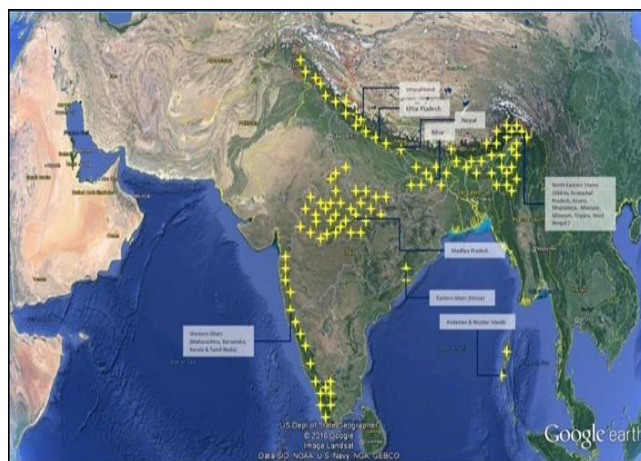 Uttarakhand
Uttar Pradesh
Nepal
Bihar
North Eastern States
(Sikkim, Arunachal
Pradesh, Assam,
Meghalaya, Manipur,
Mizoram, Tripura, West
Bengal )
Madhya Pradesh
Eastern Ghats (Orissa)
Andaman & Nicobar Islands
Western Ghats
(Maharashtra, Karnataka,
Kerala & Tamil Nadu)
US Dept of State Geographer
© 2016 Google
Image Landsat
Data SIO, NOAA, U.S. Navy, NGA, GEBCO
Google earth